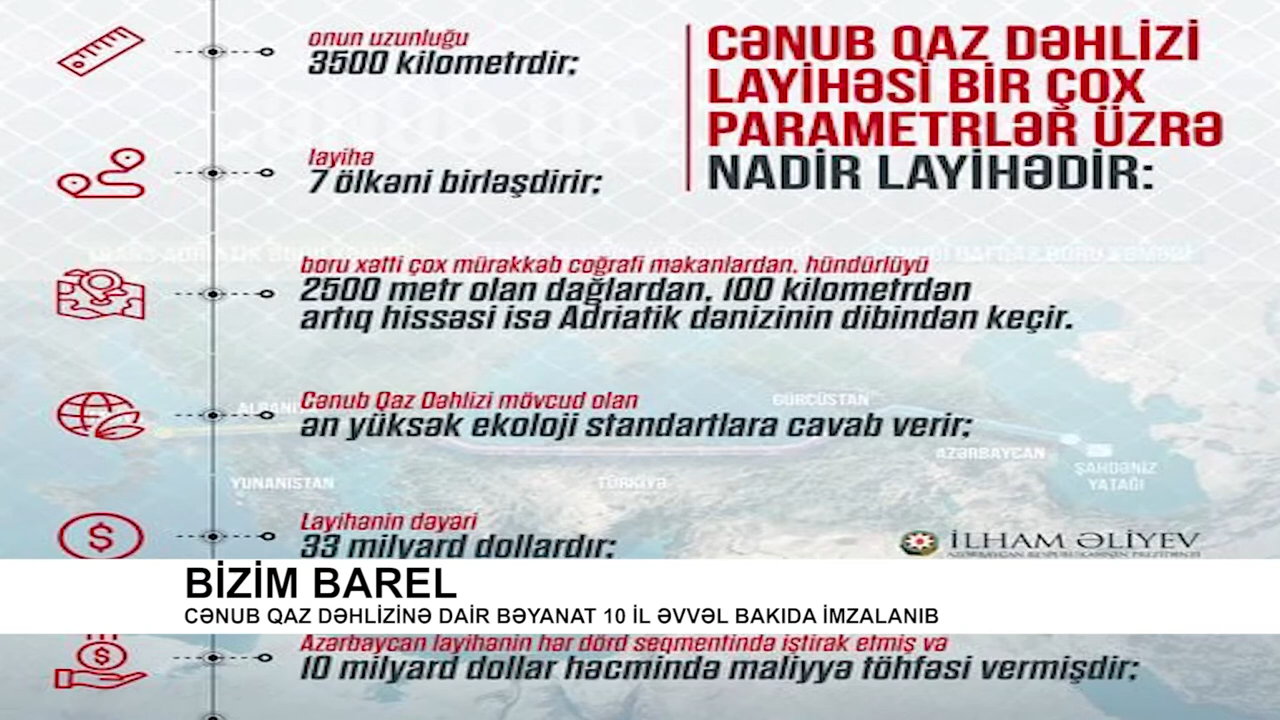 CƏNUB QAZ DƏHLİZİ
LAYİHƏSİ BİR ÇOX
PARAMETRLƏR ÜZRƏ
NADİR LAYİHƏDİR:
onun uzunluğu
3500 kilometrdir;
layihə
7 ölkəni birləşdirir;
boru xətti çox mürəkkəb coğrafi məkanlardan, hündürlüyü
2500 metr olan dağlardan, 100 kilometrdən
artıq hissəsi isə Adriatik dənizinin dibindən keçir.
Cənub Qaz Dəhlizi mövcud olan
ən yüksək ekoloji standartlara cavab verir;
GÜRCÜSTAN
AZƏRBAYCAN
ŞAHDƏNİZ
YATAĞI
YUNANISTAN
TÜRKİYƏ
Layihənin dəyəri
33 milyard dollardır;
İLHAM ƏLİYEV
AZƏRBAYCAN RESPUBLİKASININ PREZİDENTİ
BİZİM BAREL
CƏNUB QAZ DƏHLİZİNƏ DAİR BƏYANAT 10 İL ƏVVƏL BAKIDA İMZALANIB
Azərbaycan layihənin hər dörd seqmentində iştirak etmiş və
10 milyard dollar həcmində maliyyə töhfəsi vermişdir;